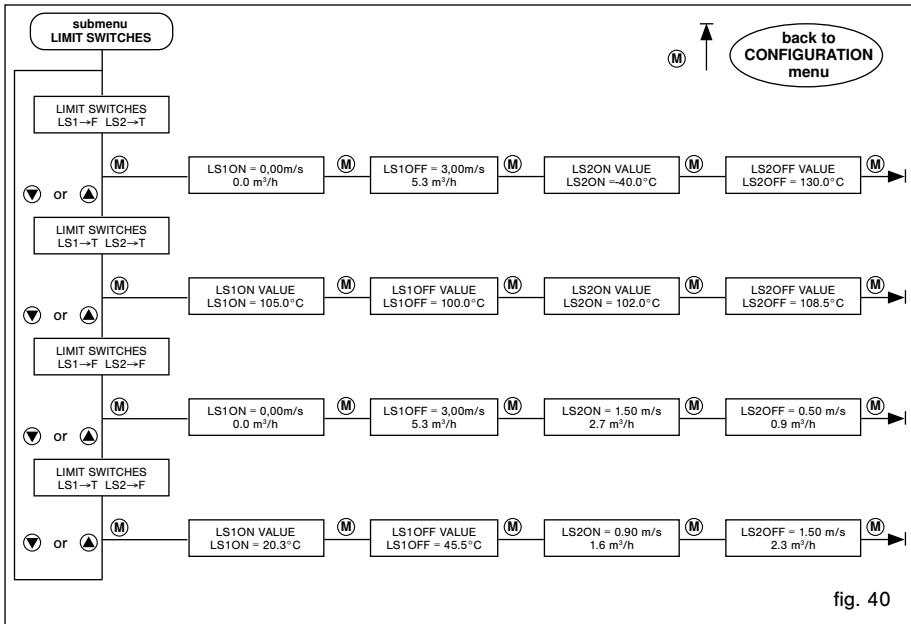 submenu
LIMIT SWITCHES
M
back to
CONFIGURATION
menu
LIMIT SWITCHES
LS1→F LS2→T
M
LS1ON = 0,00m/s
0.0 m³/h
M
LS1OFF = 3,00m/s
5.3 m³/h
M
LS2ON VALUE
LS2ON =-40.0°C
M
LS2OFF VALUE
LS2OFF = 130.0°C
M
or
LIMIT SWITCHES
LS1→T LS2→T
M
LS1ON VALUE
LS1ON = 105.0°C
M
LS1OFF VALUE
LS1OFF = 100.0°C
M
LS2ON VALUE
LS2ON = 102.0°C
M
LS2OFF VALUE
LS2OFF = 108.5°C
M
or
LIMIT SWITCHES
LS1→F LS2→F
M
LS1ON = 0,00m/s
0.0 m³/h
M
LS1OFF = 3,00m/s
5.3 m³/h
M
LS2ON = 1.50 m/s
2.7 m³/h
M
LS2OFF = 0.50 m/s
0.9 m³/h
M
or
LIMIT SWITCHES
LS1→T LS2→F
M
LS1ON VALUE
LS1ON = 20.3°C
M
LS1OFF VALUE
LS1OFF = 45.5°C
M
LS2ON = 0.90 m/s
1.6 m³/h
M
LS2OFF = 1.50 m/s
2.3 m³/h
M
or
fig. 40